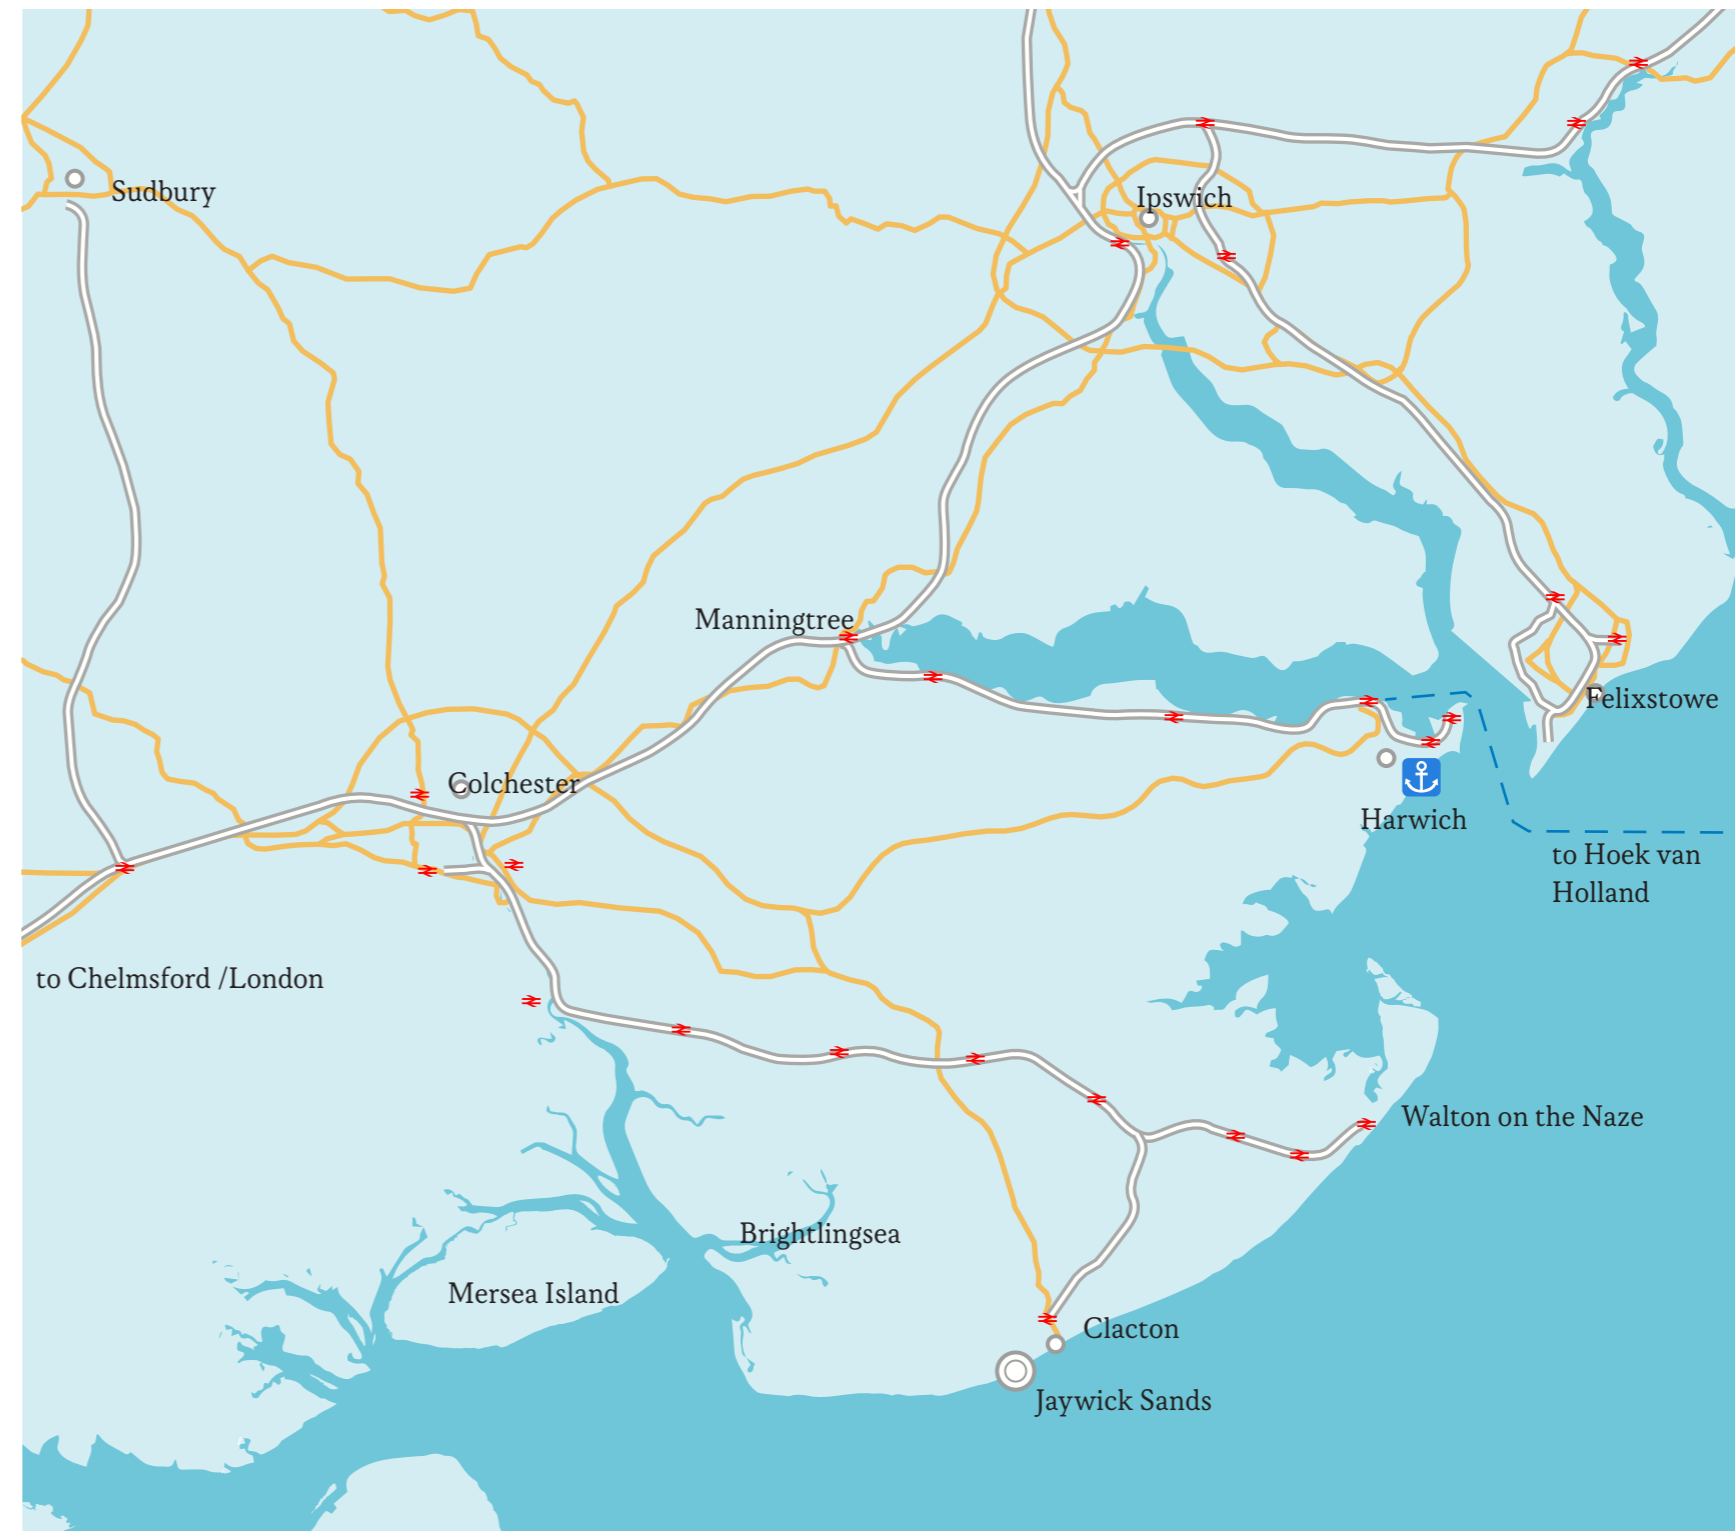 Sudbury
Ipswich
Manningtree
Felixstowe
Colchester
Harwich
to Hoek van
Holland
to Chelmsford /London
Walton on the Naze
Brightlingsea
Mersea Island
Clacton
Jaywick Sands